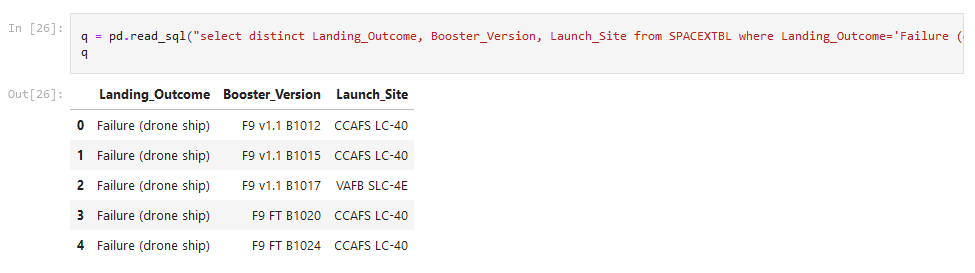 In [26]:
q = pd.read_sql("select distinct Landing_Outcome, Booster_Version, Launch_Site from SPACEXTBL where Landing_Outcome='Failure (
q
Out[26]:
Landing_Outcome Booster_Version Launch_Site
0 Failure (drone ship) F9 v1.1 B1012 CCAFS LC-40
1 Failure (drone ship) F9 v1.1 B1015 CCAFS LC-40
2 Failure (drone ship) F9 v1.1 B1017 VAFB SLC-4E
3 Failure (drone ship) F9 FT B1020 CCAFS LC-40
4 Failure (drone ship) F9 FT B1024 CCAFS LC-40